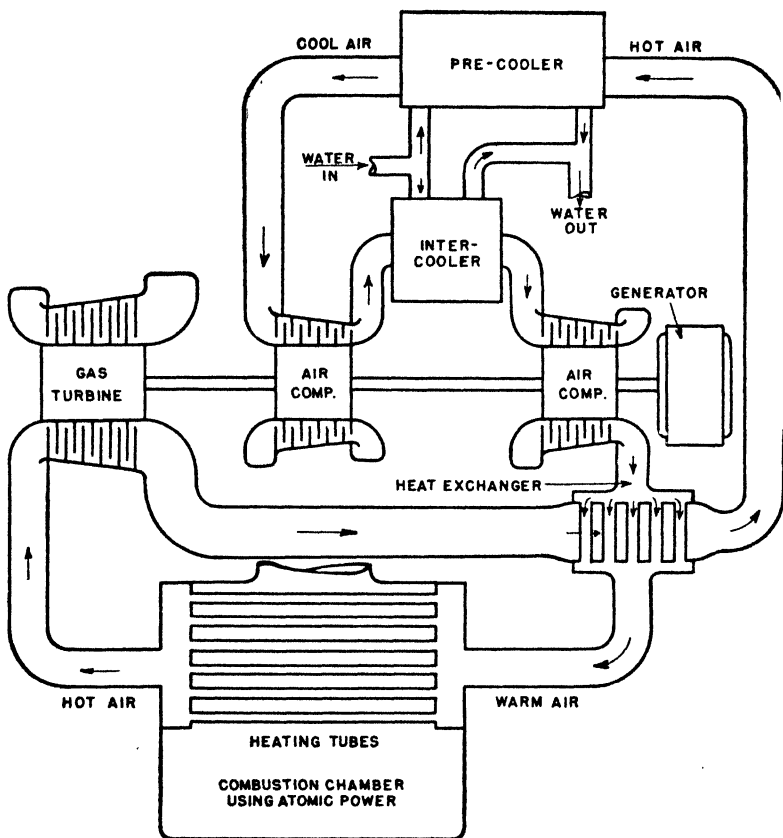 COOL AIR
PRE-COOLER
HOT AIR
WATER
IN
WATER
OUT
INTER-
COOLER
GENERATOR
GAS
TURBINE
AIR
COMP.
AIR
COMP.
HEAT EXCHANGER
HOT AIR
WARM AIR
HEATING TUBES
COMBUSTION CHAMBER
USING ATOMIC POWER